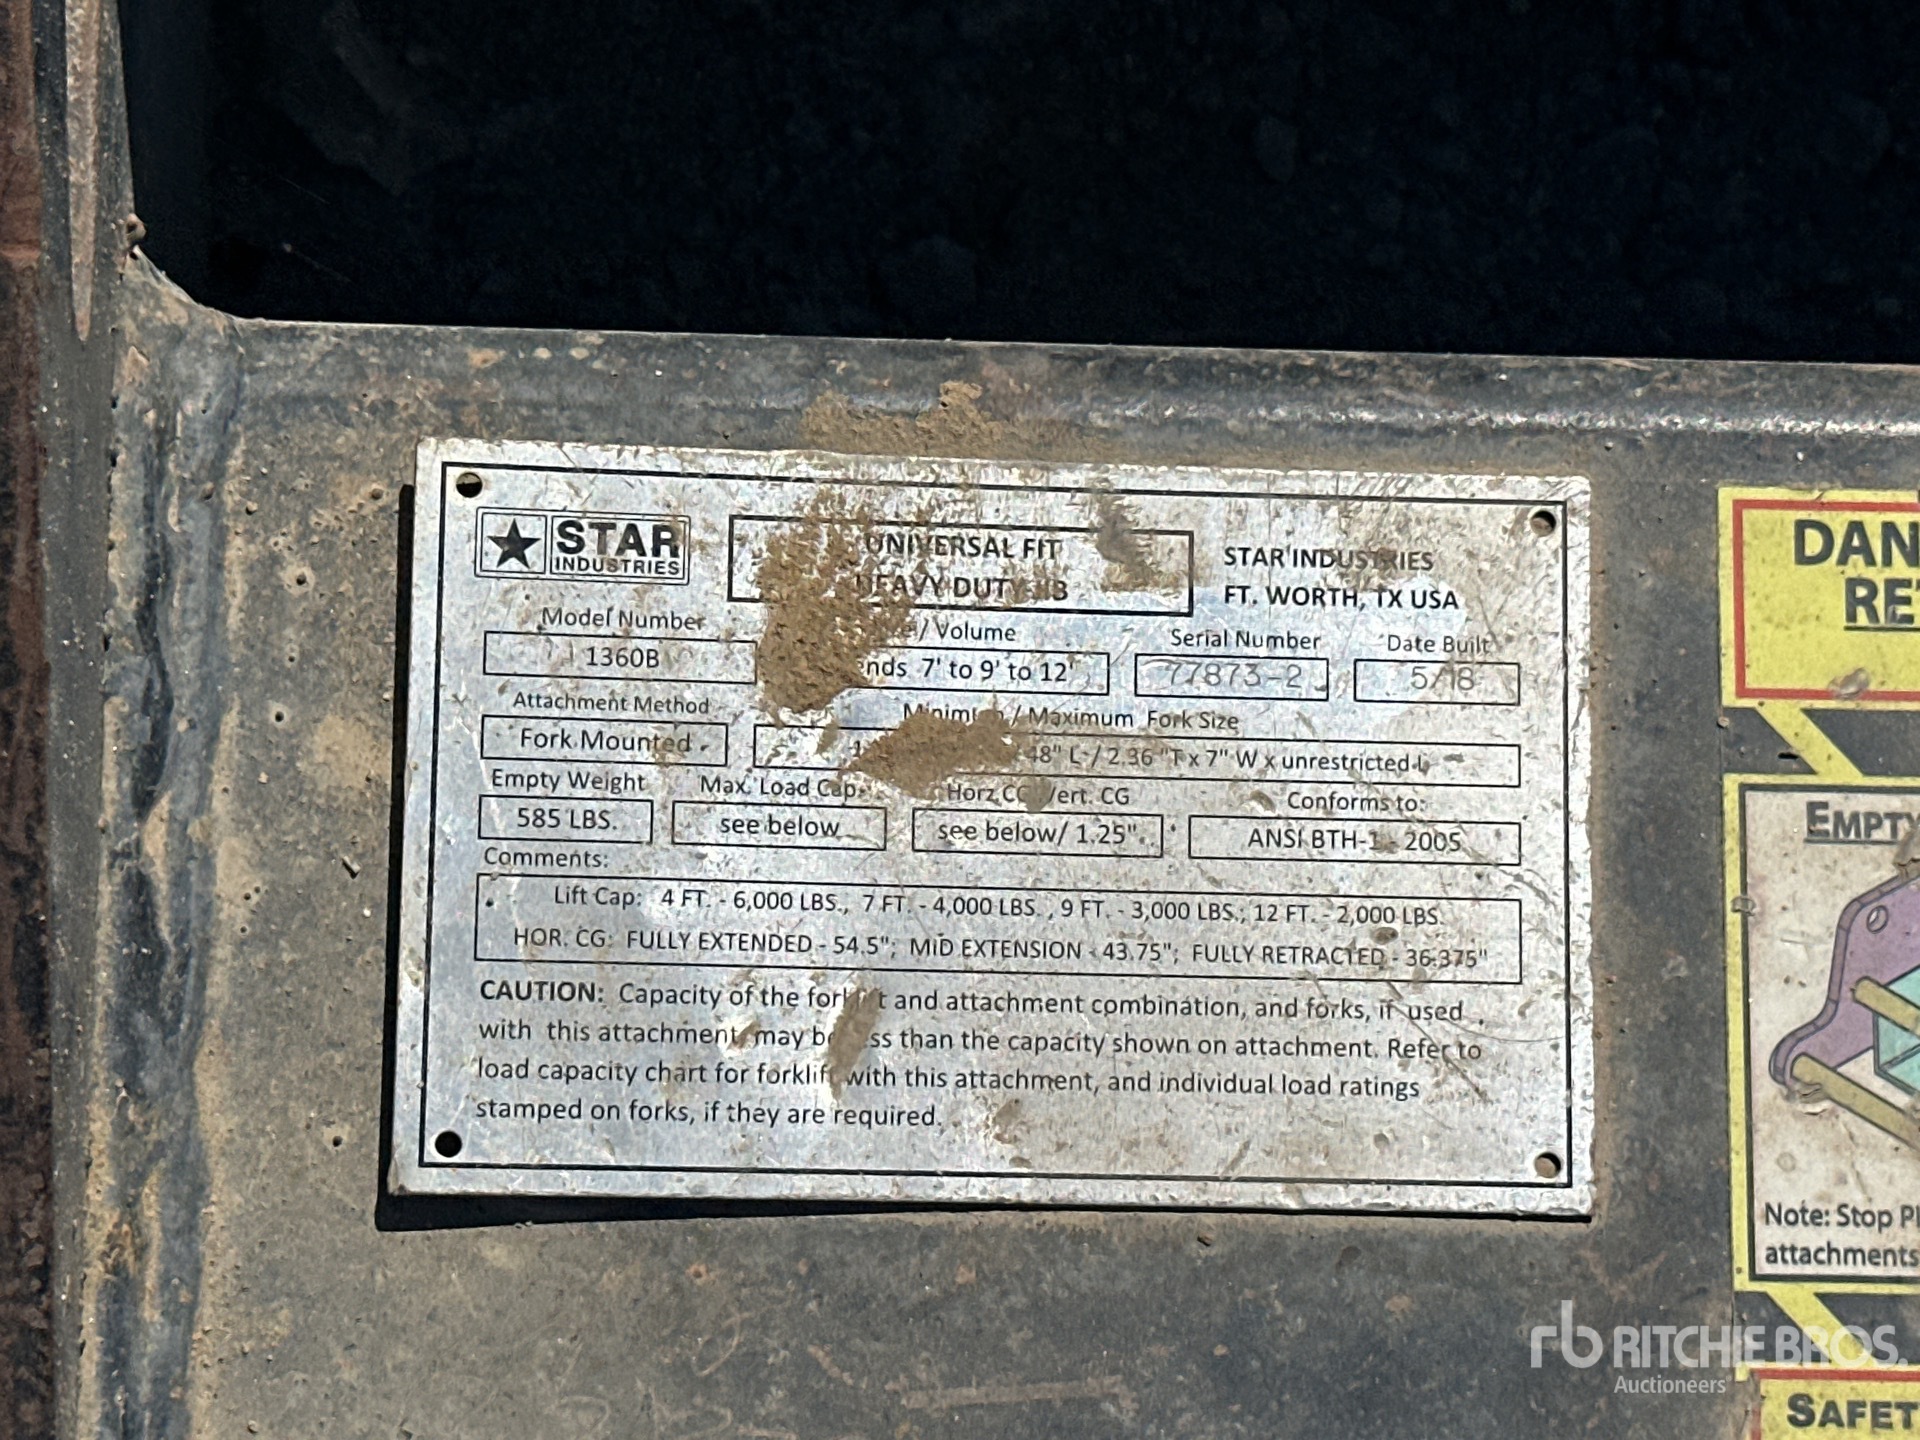 STAR
INDUSTRIES
UNIVERSAL FIT
HEAVY DUTY JIB
STAR INDUSTRIES
FT. WORTH, TX USA
Model Number
/ Volume
Serial Number
Date Built
1360B
7' to 9' to 12'
77873-2
5/18
Attachment Method
Minimum / Maximum Fork Size
Fork Mounted
48" L / 2.36 "T x 7" W x unrestricted L
Empty Weight
Max. Load Cap.
Horz CG/Vert. CG
Conforms to:
585 LBS.
see below
see below/ 1.25"
ANSI BTH-1 - 2005
Comments:
Lift Cap: 4 FT. - 6,000 LBS., 7 FT. - 4,000 LBS. , 9 FT. - 3,000 LBS.; 12 FT. - 2,000 LBS.
HOR. CG: FULLY EXTENDED - 54.5"; MID EXTENSION - 43.75"; FULLY RETRACTED - 36.375"
CAUTION: Capacity of the forklift and attachment combination, and forks, if used
with this attachment, may be less than the capacity shown on attachment. Refer to
load capacity chart for forklift with this attachment, and individual load ratings
stamped on forks, if they are required.
DAN
RE
EMPTY
Note: Stop Pl
attachments
SAFET
rb RITCHIE BROS.
Auctioneers